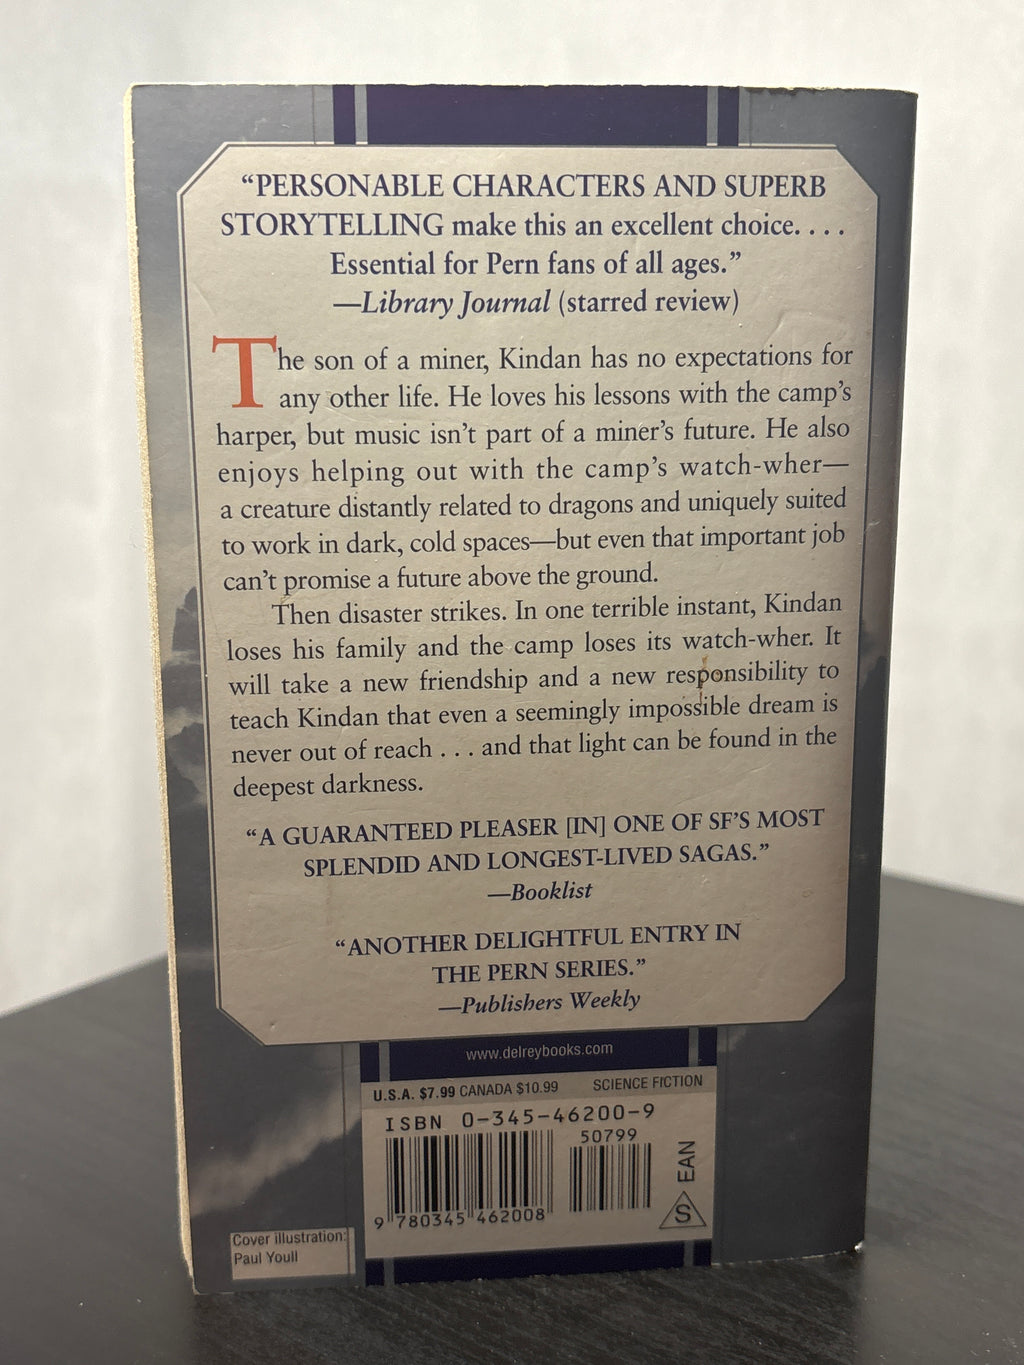 “PERSONABLE CHARACTERS AND SUPERB
STORYTELLING make this an excellent choice. . . .
Essential for Pern fans of all ages.”
—Library Journal (starred review)
The son of a miner, Kindan has no expectations for
any other life. He loves his lessons with the camp’s
harper, but music isn’t part of a miner’s future. He also
enjoys helping out with the camp’s watch-wher—
a creature distantly related to dragons and uniquely suited
to work in dark, cold spaces—but even that important job
can’t promise a future above the ground.
Then disaster strikes. In one terrible instant, Kindan
loses his family and the camp loses its watch-wher. It
will take a new friendship and a new responsibility to
teach Kindan that even a seemingly impossible dream is
never out of reach . . . and that light can be found in the
deepest darkness.
“A GUARANTEED PLEASER [IN] ONE OF SF’S MOST
SPLENDID AND LONGEST-LIVED SAGAS.”
—Booklist
“ANOTHER DELIGHTFUL ENTRY IN
THE PERN SERIES.”
—Publishers Weekly
www.delreybooks.com
U.S.A. $7.99 CANADA $10.99 SCIENCE FICTION
ISBN 0-345-46200-9
50799
EAN
S
9 780345 462008
Cover illustration:
Paul Youll